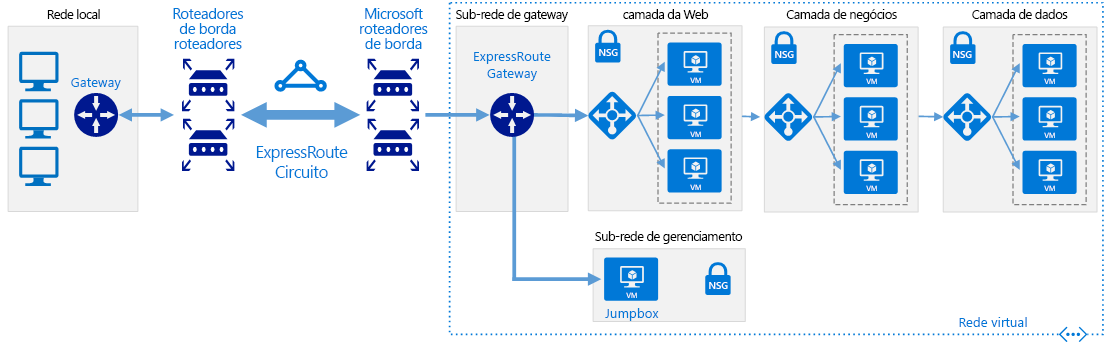 Rede local
Gateway
Roteadores
de borda
roteadores
ExpressRoute
Circuito
Microsoft
roteadores
de borda
Sub-rede de gateway
ExpressRoute
Gateway
camada da Web
NSG
VM
VM
VM
Camada de negócios
NSG
VM
VM
VM
Camada de dados
NSG
VM
VM
VM
Sub-rede de gerenciamento
VM
Jumpbox
NSG
Rede virtual